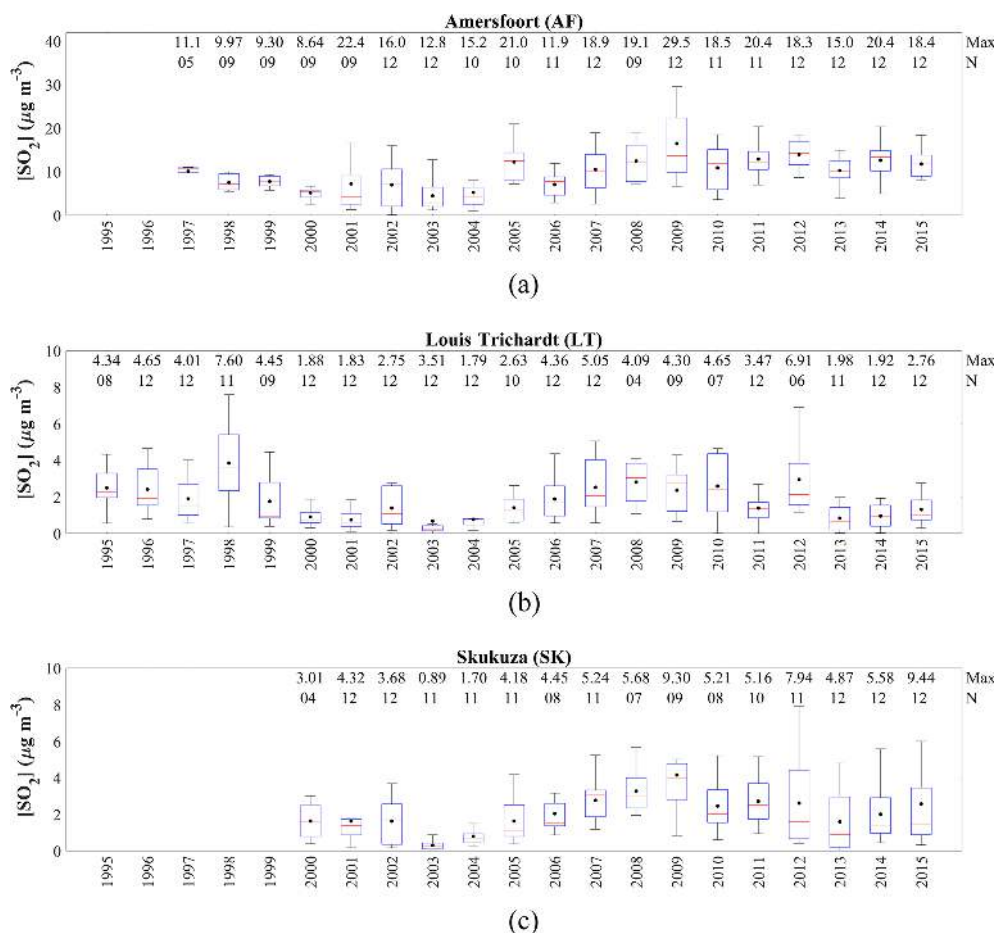 Amersfoort (AF)
40 11.1 9.97 9.30 8.64 22.4 16.0 12.8 15.2 21.0 11.9 18.9 19.1 29.5 18.5 20.4 18.3 15.0 20.4 18.4 Max
05 09 09 09 09 12 12 10 10 11 12 09 12 11 11 12 12 12 12 N
30
20
10
0
[SO2] (μg m−3)
1995 1996 1997 1998 1999 2000 2001 2002 2003 2004 2005 2006 2007 2008 2009 2010 2011 2012 2013 2014 2015
(a)
Louis Trichardt (LT)
10 4.34 4.65 4.01 7.60 4.45 1.88 1.83 2.75 3.51 1.79 2.63 4.36 5.05 4.09 4.30 4.65 3.47 6.91 1.98 1.92 2.76 Max
08 12 12 11 09 12 12 12 12 12 10 12 12 04 09 07 12 06 11 12 12 N
8
6
4
2
0
[SO2] (μg m−3)
1995 1996 1997 1998 1999 2000 2001 2002 2003 2004 2005 2006 2007 2008 2009 2010 2011 2012 2013 2014 2015
(b)
Skukuza (SK)
10 3.01 4.32 3.68 0.89 1.70 4.18 4.45 5.24 5.68 9.30 5.21 5.16 7.94 4.87 5.58 9.44 Max
04 12 12 11 11 11 08 11 07 09 08 10 11 12 12 12 N
8
6
4
2
0
[SO2] (μg m−3)
1995 1996 1997 1998 1999 2000 2001 2002 2003 2004 2005 2006 2007 2008 2009 2010 2011 2012 2013 2014 2015
(c)